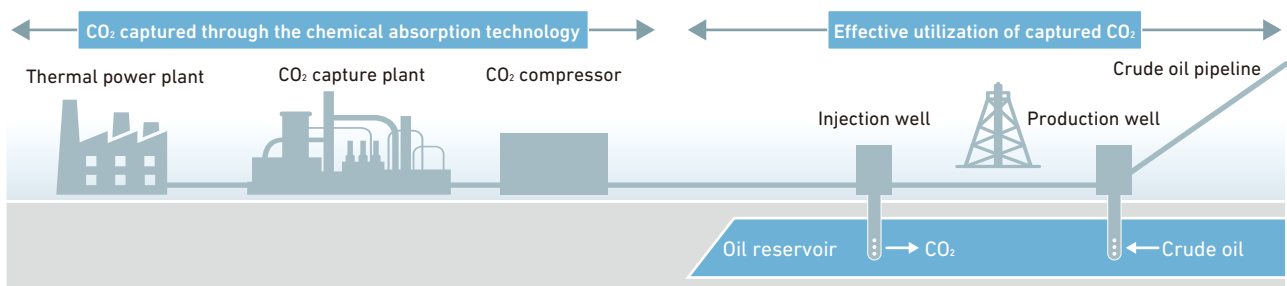 CO₂ captured through the chemical absorption technology
Effective utilization of captured CO₂
Thermal power plant
CO₂ capture plant
CO₂ compressor
Crude oil pipeline
Injection well
Production well
Oil reservoir
CO₂
Crude oil